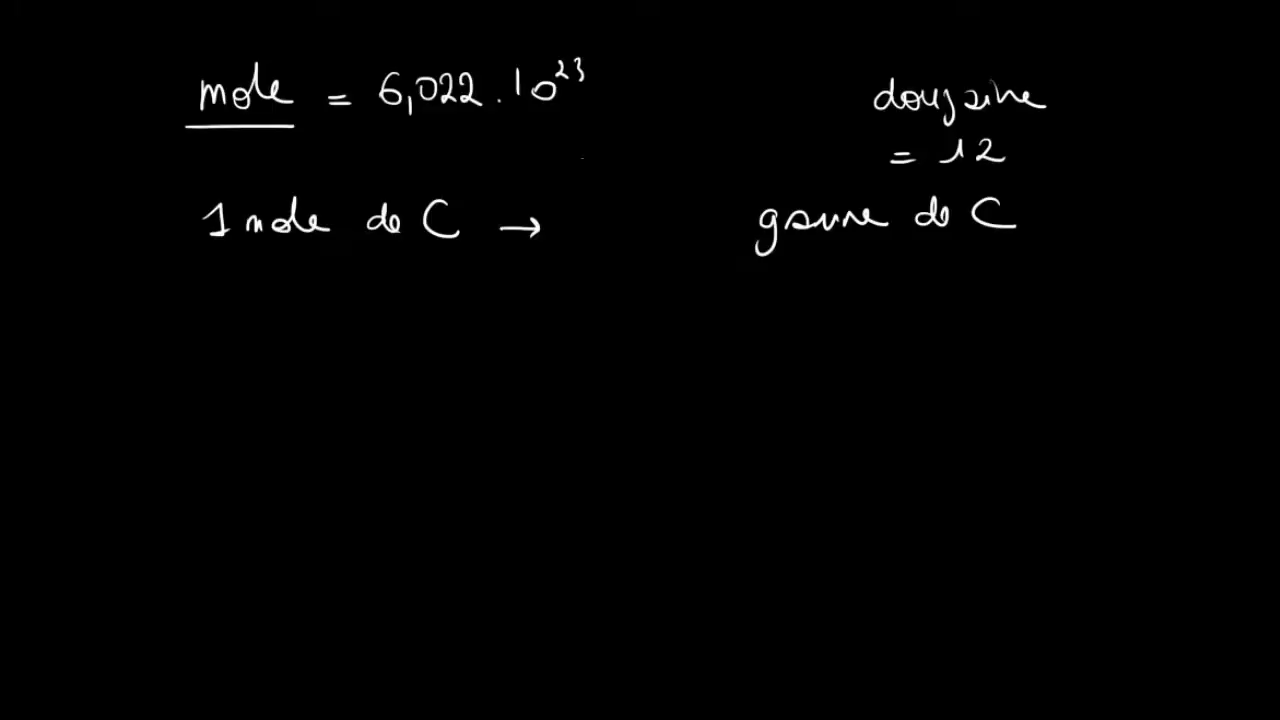 mole = 6,022 . 10²³
douzaine
= 12
1 mole de C → gramme de C